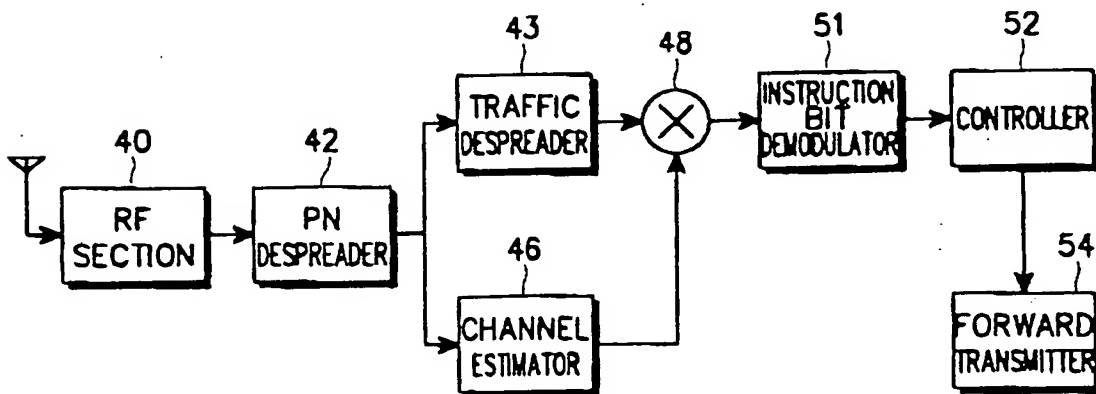 43
48
51
52
TRAFFIC
DESPREADER
INSTRUCTION
BIT
DEMODULATOR
CONTROLLER
40
42
RF
SECTION
PN
DESPREADER
46
CHANNEL
ESTIMATOR
54
FORWARD
TRANSMITTER